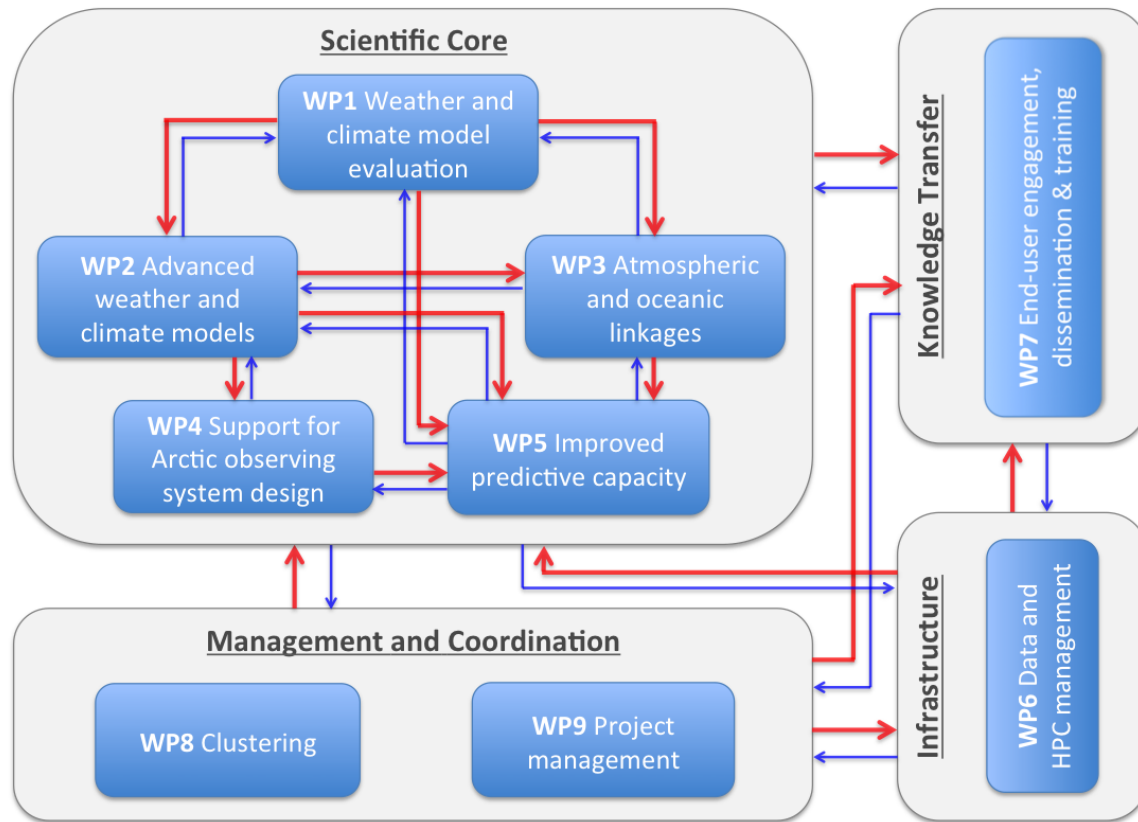 Scientific Core
WP1 Weather and
climate model
evaluation
WP2 Advanced
weather and
climate models
WP3 Atmospheric
and oceanic
linkages
WP4 Support for
Arctic observing
system design
WP5 Improved
predictive capacity
Knowledge Transfer
WP7 End-user engagement,
dissemination & training
Management and Coordination
WP8 Clustering
WP9 Project
management
Infrastructure
WP6 Data and
HPC management